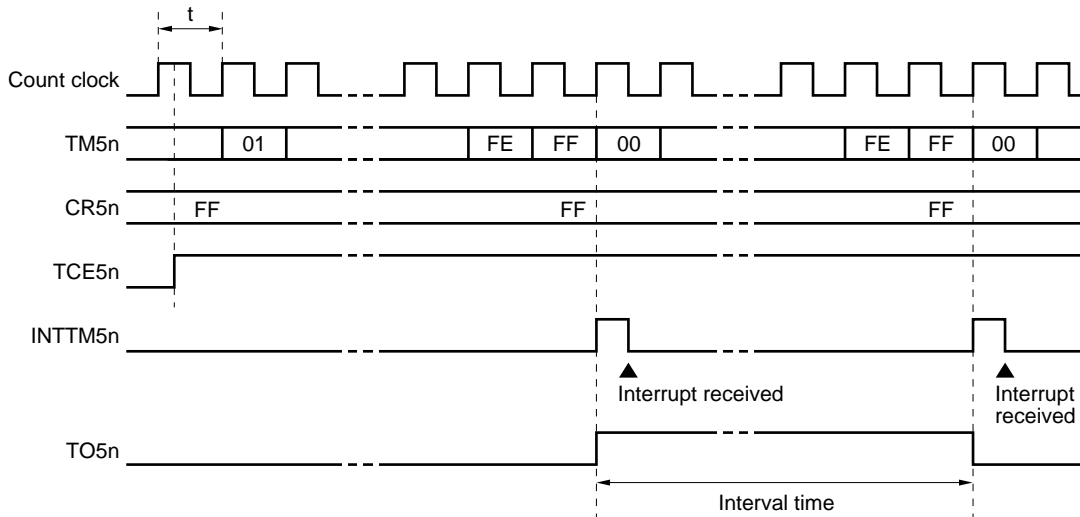 t
Count clock
TM5n 01 FE FF 00 FE FF 00
CR5n FF FF FF
TCE5n
INTTM5n
Interrupt received Interrupt
received
TO5n
Interval time